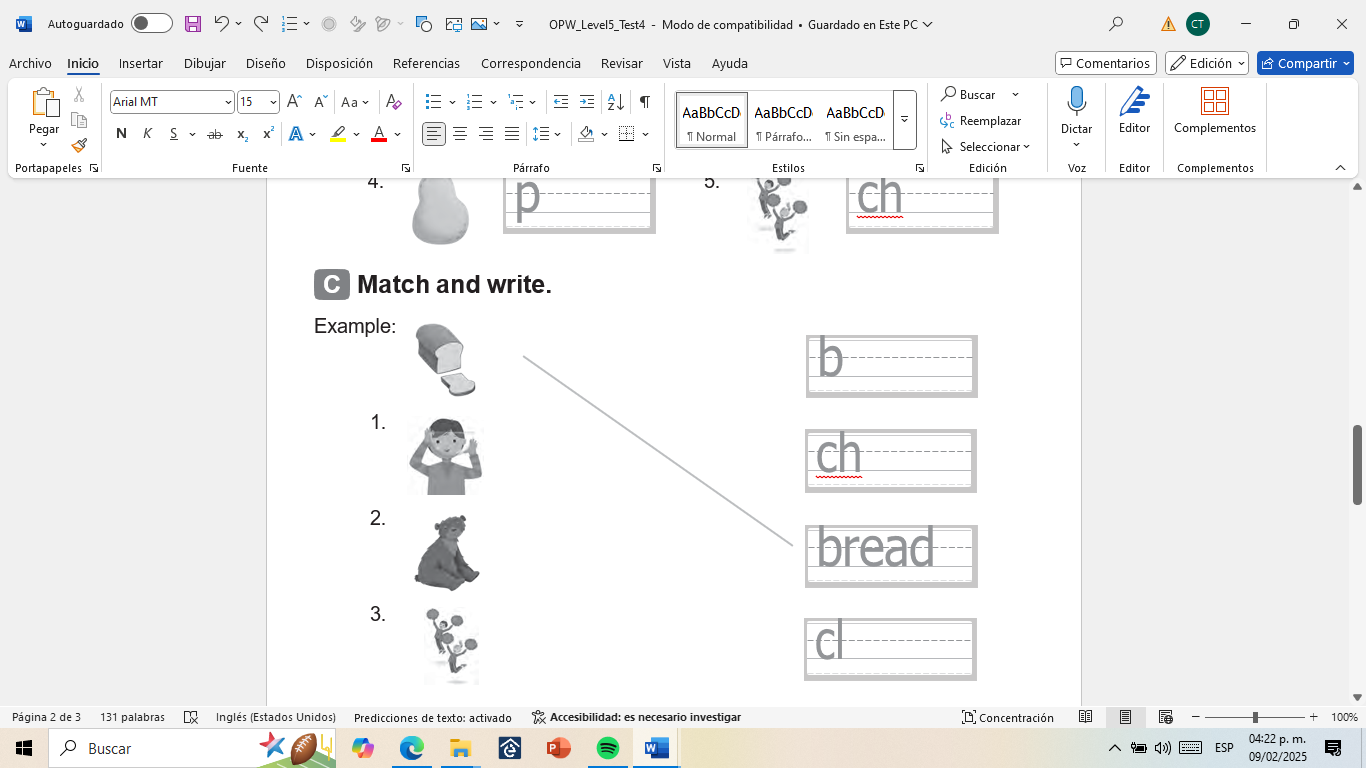 Autoguardado OPW_Level5_Test4 - Modo de compatibilidad • Guardado en Este PC CT
Archivo Inicio Insertar Dibujar Diseño Disposición Referencias Correspondencia Revisar Vista Ayuda Comentarios Edición Compartir
Pegar
Portapapeles
Arial MT 15 A A Aa A
N K S ab x₂ x² A A
Fuente
Párrafo
AaBbCcD AaBbCcD AaBbCcD
¶ Normal ¶ Párrafo... ¶ Sin espa...
Estilos
Buscar
Reemplazar
Seleccionar
Edición
Dictar
Voz
Editor
Editor
Complementos
Complementos
4. p 5. ch
C Match and write.
Example: b
1. ch
2. bread
3. cl
Página 2 de 3 131 palabras Inglés (Estados Unidos) Predicciones de texto: activado Accesibilidad: es necesario investigar Concentración 100%
Buscar ESP 04:22 p. m.
09/02/2025